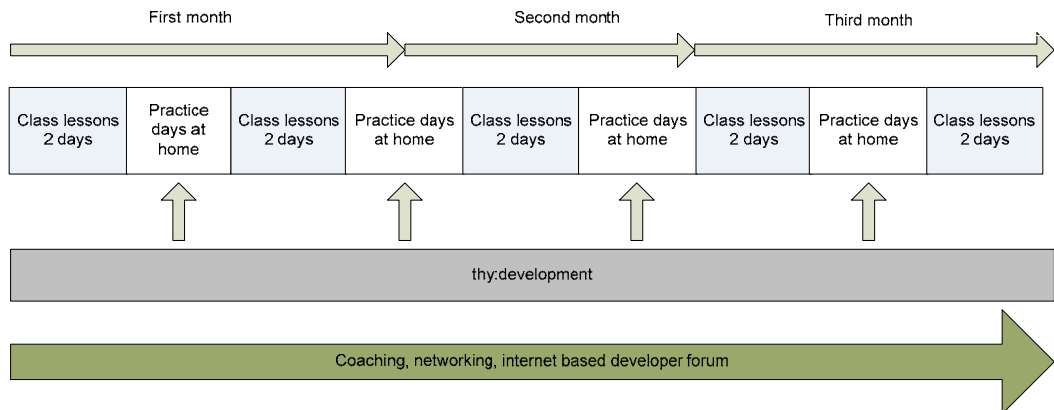 First month
Second month
Third month
Class lessons
2 days
Practice
days at
home
Class lessons
2 days
Practice days
at home
Class lessons
2 days
Practice days
at home
Class lessons
2 days
Practice days
at home
Class lessons
2 days
thy:development
Coaching, networking, internet based developer forum